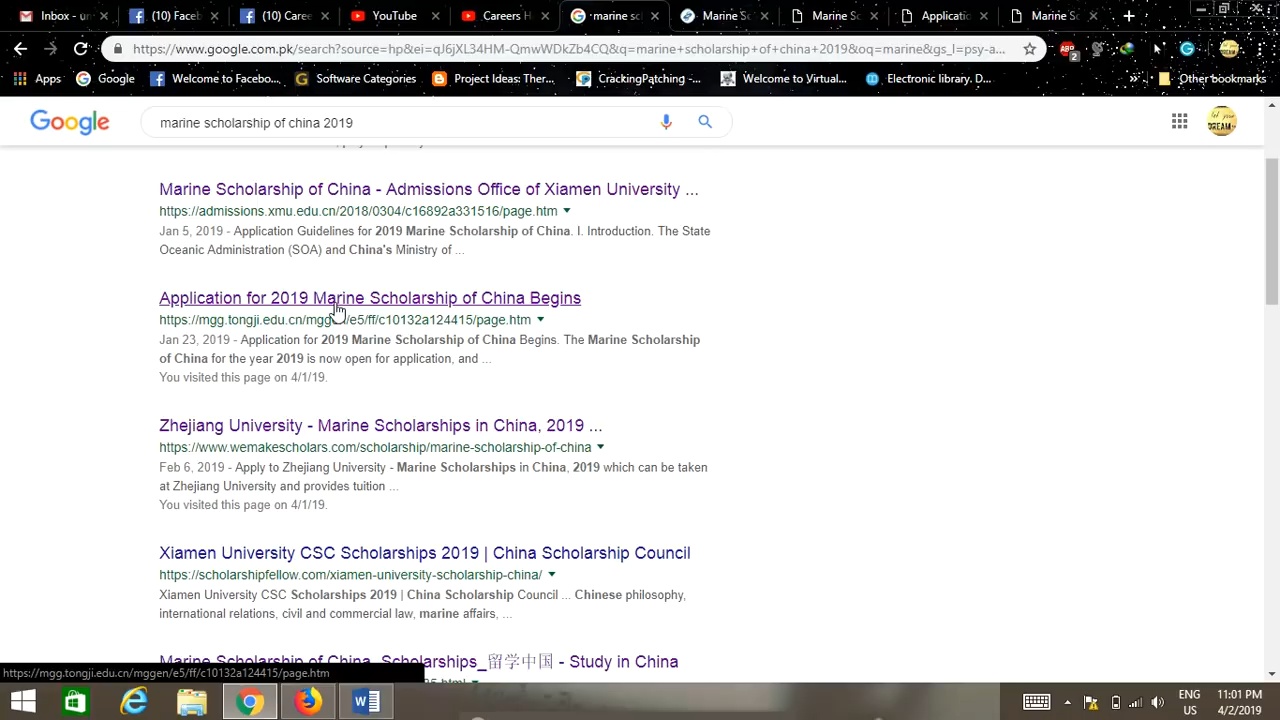 Inbox - un
(10) Faceb
(10) Caree
YouTube
Careers H
marine sc
Marine Sc
Marine Sc
Applicatio
Marine Sc
https://www.google.com.pk/search?source=hp&ei=qJ6jXL34HM-QmwWDkZb4CQ&q=marine+scholarship+of+china+2019&oq=marine&gs_l=psy-a...
Apps
Google
Welcome to Facebo...
Software Categories
Project Ideas: Ther...
CrackingPatching -...
Welcome to Virtual...
Electronic library. D...
Other bookmarks
Google
marine scholarship of china 2019
Marine Scholarship of China - Admissions Office of Xiamen University ...
https://admissions.xmu.edu.cn/2018/0304/c16892a331516/page.htm
Jan 5, 2019 - Application Guidelines for 2019 Marine Scholarship of China. I. Introduction. The State
Oceanic Administration (SOA) and China's Ministry of ...
Application for 2019 Marine Scholarship of China Begins
https://mgg.tongji.edu.cn/mggen/e5/ff/c10132a124415/page.htm
Jan 23, 2019 - Application for 2019 Marine Scholarship of China Begins. The Marine Scholarship
of China for the year 2019 is now open for application, and ...
You visited this page on 4/1/19.
Zhejiang University - Marine Scholarships in China, 2019 ...
https://www.wemakescholars.com/scholarship/marine-scholarship-of-china
Feb 6, 2019 - Apply to Zhejiang University - Marine Scholarships in China, 2019 which can be taken
at Zhejiang University and provides tuition ...
You visited this page on 4/1/19.
Xiamen University CSC Scholarships 2019 | China Scholarship Council
https://scholarshipfellow.com/xiamen-university-scholarship-china/
Xiamen University CSC Scholarships 2019 | China Scholarship Council ... Chinese philosophy,
international relations, civil and commercial law, marine affairs, ...
Marine Scholarship of China_Scholarships_留学中国 - Study in China
https://mgg.tongji.edu.cn/mggen/e5/ff/c10132a124415/page.htm
ENG
US
11:01 PM
4/2/2019